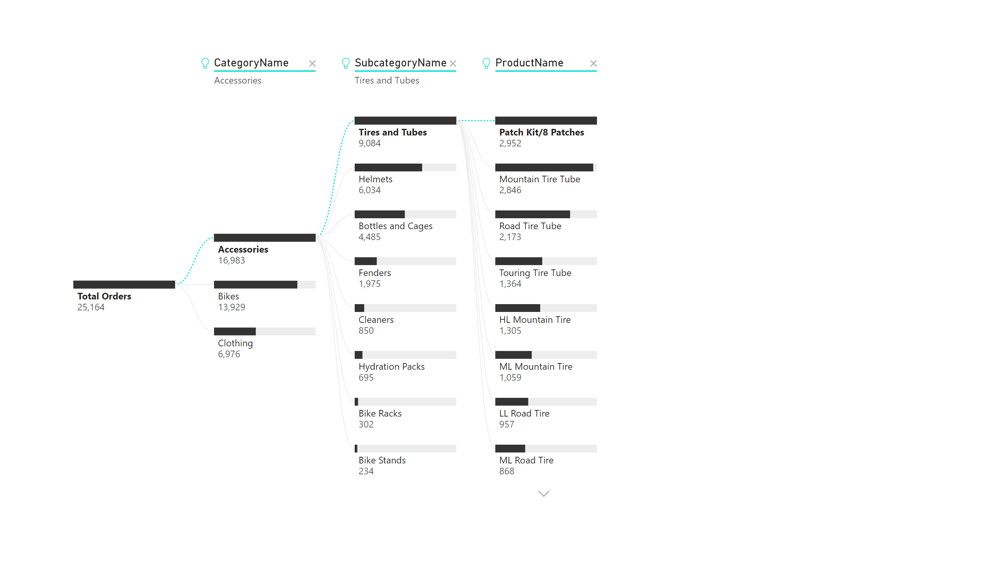 CategoryName
Accessories
SubcategoryName
Tires and Tubes
ProductName
Total Orders
25,164
Accessories
16,983
Bikes
13,929
Clothing
6,976
Tires and Tubes
9,084
Helmets
6,034
Bottles and Cages
4,485
Fenders
1,975
Cleaners
850
Hydration Packs
695
Bike Racks
302
Bike Stands
234
Patch Kit/8 Patches
2,952
Mountain Tire Tube
2,846
Road Tire Tube
2,173
Touring Tire Tube
1,364
HL Mountain Tire
1,305
ML Mountain Tire
1,059
LL Road Tire
957
ML Road Tire
868